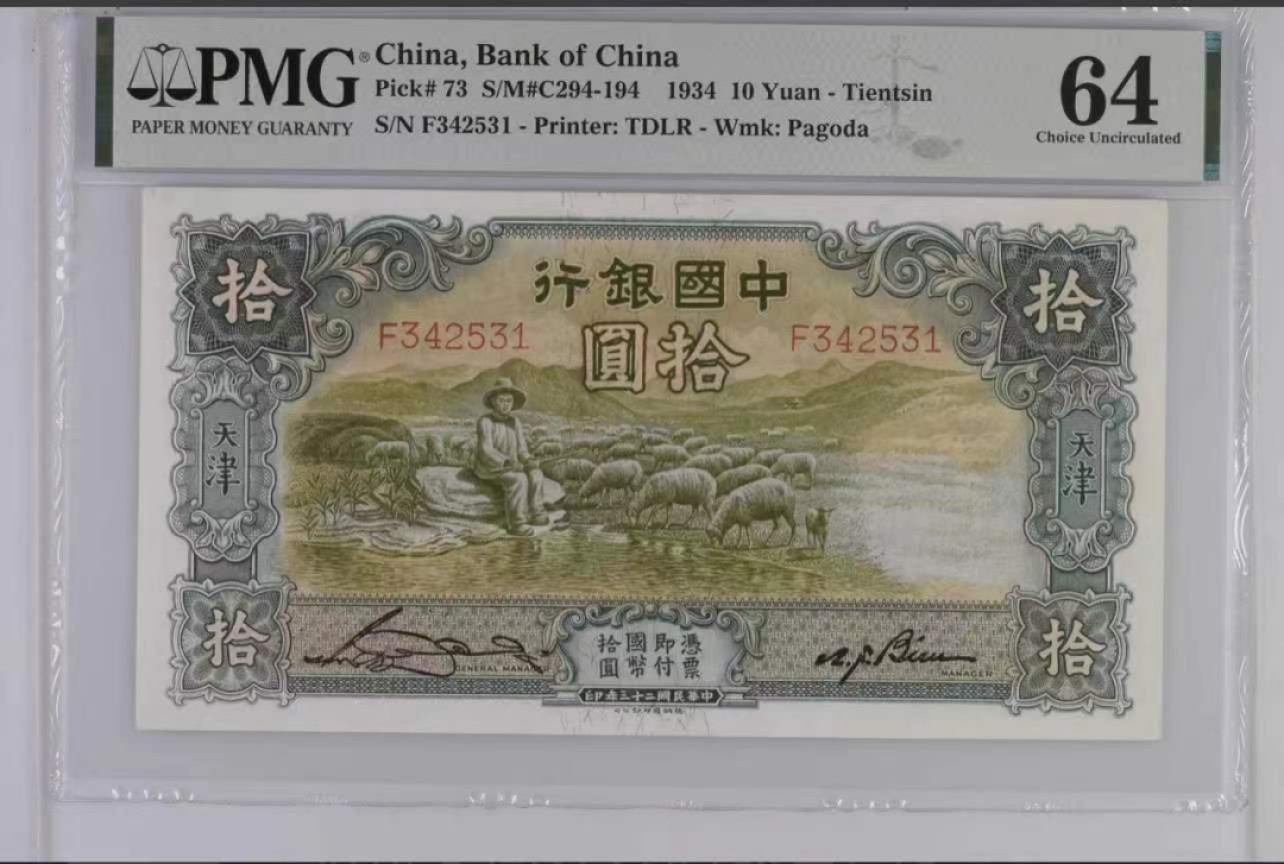 PMG®
PAPER MONEY GUARANTY
China, Bank of China
Pick# 73 S/M#C294-194 1934 10 Yuan - Tientsin
S/N F342531 - Printer: TDLR - Wmk: Pagoda
64
Choice Uncirculated
行銀國中
拾
拾
F342531
圓拾
F342531
天津
天津
憑票即付國幣拾圓
拾
拾
GENERAL MANAGER
MANAGER
印年三十二國民華中